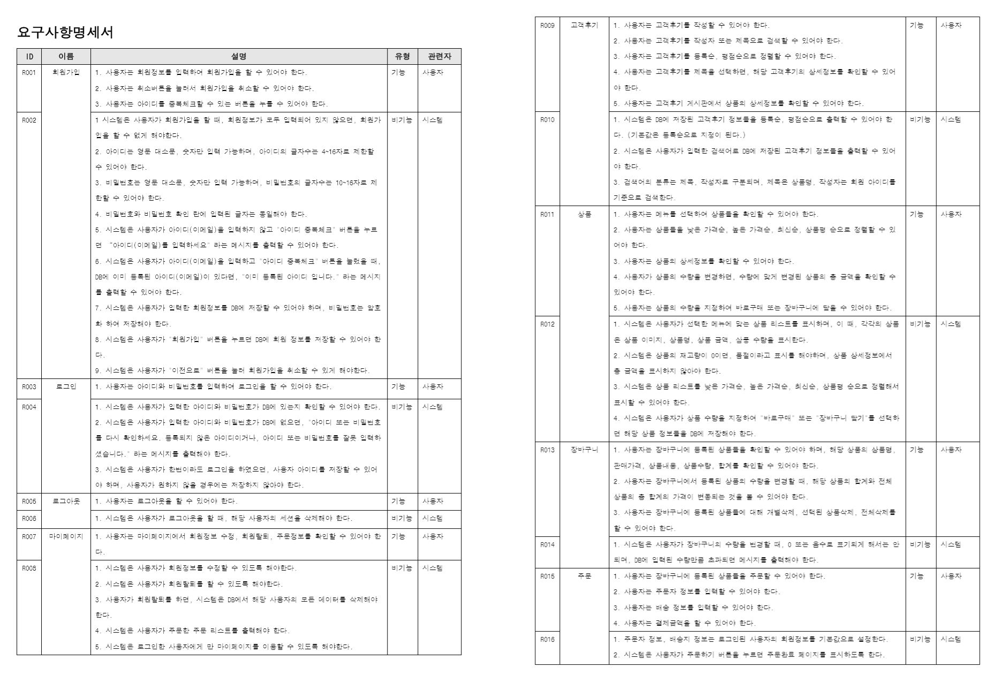 요구사항명세서
ID 이름 설명 유형 관련자
R001 회원가입 1. 사용자는 회원정보를 입력하여 회원가입을 할 수 있어야 한다. 기능 사용자
2. 사용자는 취소버튼을 눌러서 회원가입을 취소할 수 있어야 한다.
3. 사용자는 아이디를 중복체크할 수 있는 버튼을 누를 수 있어야 한다.
R002 1 시스템은 사용자가 회원가입을 할 때, 회원정보가 모두 입력되어 있지 않으면, 회원가 비기능 시스템
입을 할 수 없게 해야한다.
2. 아이디는 영문 대소문, 숫자만 입력 가능하며, 아이디의 글자수는 4~16자로 제한할
수 있어야 한다.
3. 비밀번호는 영문 대소문, 숫자만 입력 가능하며, 비밀번호의 글자수는 10~16자로 제
한할 수 있어야 한다.
4. 비밀번호와 비밀번호 확인 란에 입력된 글자는 동일해야 한다.
5. 시스템은 사용자가 아이디(이메일)을 입력하지 않고 "아이디 중복체크" 버튼을 누르
면 “아이디(이메일)를 입력하세요" 라는 메시지를 출력할 수 있어야 한다.
6. 시스템은 사용자가 아이디(이메일)을 입력하고 "아이디 중복체크" 버튼을 눌렀을 때,
DB에 이미 등록된 아이디(이메일)이 있다면, "이미 등록된 아이디 입니다." 라는 메시지
를 출력할 수 있어야 한다.
7. 시스템은 사용자가 입력한 회원정보를 DB에 저장할 수 있어야 하며, 비밀번호는 암호
화 하여 저장해야 한다.
8. 시스템은 사용자가 "회원가입" 버튼을 누르면 DB에 회원 정보를 저장할 수 있어야 한
다.
9. 시스템은 사용자가 "이전으로" 버튼을 눌러 회원가입을 취소할 수 있게 해야한다.
R003 로그인 1. 사용자는 아이디와 비밀번호를 입력하여 로그인을 할 수 있어야 한다. 기능 사용자
R004 1. 시스템은 사용자가 입력한 아이디와 비밀번호가 DB에 있는지 확인할 수 있어야 한다. 비기능 시스템
2. 시스템은 사용자가 입력한 아이디와 비밀번호가 DB에 없으면, "아이디 또는 비밀번호
를 다시 확인하세요. 등록되지 않은 아이디이거나, 아이디 또는 비밀번호를 잘못 입력하
셨습니다." 라는 메시지를 출력해야 한다.
3. 시스템은 사용자가 한번이라도 로그인을 하였으면, 사용자 아이디를 저장할 수 있어
야 하며, 사용자가 원하지 않을 경우에는 저장하지 않아야 한다.
R005 로그아웃 1. 사용자는 로그아웃을 할 수 있어야 한다. 기능 사용자
R006 1. 시스템은 사용자가 로그아웃을 할 때, 해당 사용자의 세션을 삭제해야 한다. 비기능 시스템
R007 마이페이지 1. 사용자는 마이페이지에서 회원정보 수정, 회원탈퇴, 주문정보를 확인할 수 있어야 한 기능 사용자
다.
R008 1. 시스템은 사용자가 회원정보를 수정할 수 있도록 해야한다. 비기능 시스템
2. 시스템은 사용자가 회원탈퇴를 할 수 있도록 해야한다.
3. 사용자가 회원탈퇴를 하면, 시스템은 DB에서 해당 사용자의 모든 데이터를 삭제해야
한다.
4. 시스템은 사용자가 주문한 주문 리스트를 출력해야 한다.
5. 시스템은 로그인한 사용자에게 만 마이페이지를 이용할 수 있도록 해야한다.
R009 고객후기 1. 사용자는 고객후기를 작성할 수 있어야 한다. 기능 사용자
2. 사용자는 고객후기를 작성자 또는 제목으로 검색할 수 있어야 한다.
3. 사용자는 고객후기를 등록순, 평점순으로 정렬할 수 있어야 한다.
4. 사용자는 고객후기를 제목을 선택하면, 해당 고객후기의 상세정보를 확인할 수 있어
야 한다.
5. 사용자는 고객후기 게시판에서 상품의 상세정보를 확인할 수 있어야 한다.
R010 1. 시스템은 DB에 저장된 고객후기 정보들을 등록순, 평점순으로 출력할 수 있어야 한 비기능 시스템
다. (기본값은 등록순으로 지정이 된다.)
2. 시스템은 사용자가 입력한 검색어로 DB에 저장된 고객후기 정보들을 출력할 수 있어
야 한다.
3. 검색어의 분류는 제목, 작성자로 구분되며, 제목은 상품명, 작성자는 회원 아이디를
기준으로 검색한다.
R011 상품 1. 사용자는 메뉴를 선택하여 상품들을 확인할 수 있어야 한다. 기능 사용자
2. 사용자는 상품들을 낮은 가격순, 높은 가격순, 최신순, 상품평 순으로 정렬할 수 있
어야 한다.
3. 사용자는 상품의 상세정보를 확인할 수 있어야 한다.
4. 사용자가 상품의 수량을 변경하면, 수량에 맞게 변경된 상품의 총 금액을 확인할 수
있어야 한다.
5. 사용자는 상품의 수량을 지정하여 바로구매 또는 장바구니에 담을 수 있어야 한다.
R012 1. 시스템은 사용자가 선택한 메뉴에 맞는 상품 리스트를 표시하며, 이 때, 각각의 상품 비기능 시스템
은 상품 이미지, 상품명, 상품 금액, 삼풍 수량을 표시한다.
2. 시스템은 상품의 재고량이 0이면, 품절이라고 표시를 해야하며, 상품 상세정보에서
총 금액을 표시하지 않아야 한다.
3. 시스템은 상품 리스트를 낮은 가격순, 높은 가격순, 최신순, 상품평 순으로 정렬해서
표시할 수 있어야 한다.
4. 시스템은 사용자가 상품 수량을 지정하여 "바로구매" 또는 "장바구니 담기"를 선택하
면 해당 상품 정보들을 DB에 저장해야 한다.
R013 장바구니 1. 사용자는 장바구니에 등록된 상품들을 확인할 수 있어야 하며, 해당 상품의 상품명, 기능 사용자
판매가격, 상품내용, 상품수량, 합계를 확인할 수 있어야 한다.
2. 사용자는 장바구니에서 등록된 상품의 수량을 변경할 때, 해당 상품의 합계와 전체
상품의 총 합계의 가격이 변동되는 것을 볼 수 있어야 한다.
3. 사용자는 장바구니에 등록된 상품들에 대해 개별삭제, 선택된 상품삭제, 전체삭제를
할 수 있어야 한다.
R014 1. 시스템은 사용자가 장바구니의 수량을 변경할 때, 0 또는 음수로 표기되게 해서는 안 비기능 시스템
되며, DB에 입력된 수량만큼 초과되면 메시지를 출력해야 한다.
R015 주문 1. 사용자는 장바구니에 등록된 상품들을 주문할 수 있어야 한다. 기능 사용자
2. 사용자는 주문자 정보를 입력할 수 있어야 한다.
3. 사용자는 배송 정보를 입력할 수 있어야 한다.
4. 사용자는 결제금액을 할 수 있어야 한다.
R016 1. 주문자 정보, 배송지 정보는 로그인된 사용자의 회원정보를 기본값으로 설정한다. 비기능 시스템
2. 시스템은 사용자가 주문하기 버튼을 누르면 주문완료 페이지를 표시하도록 한다.